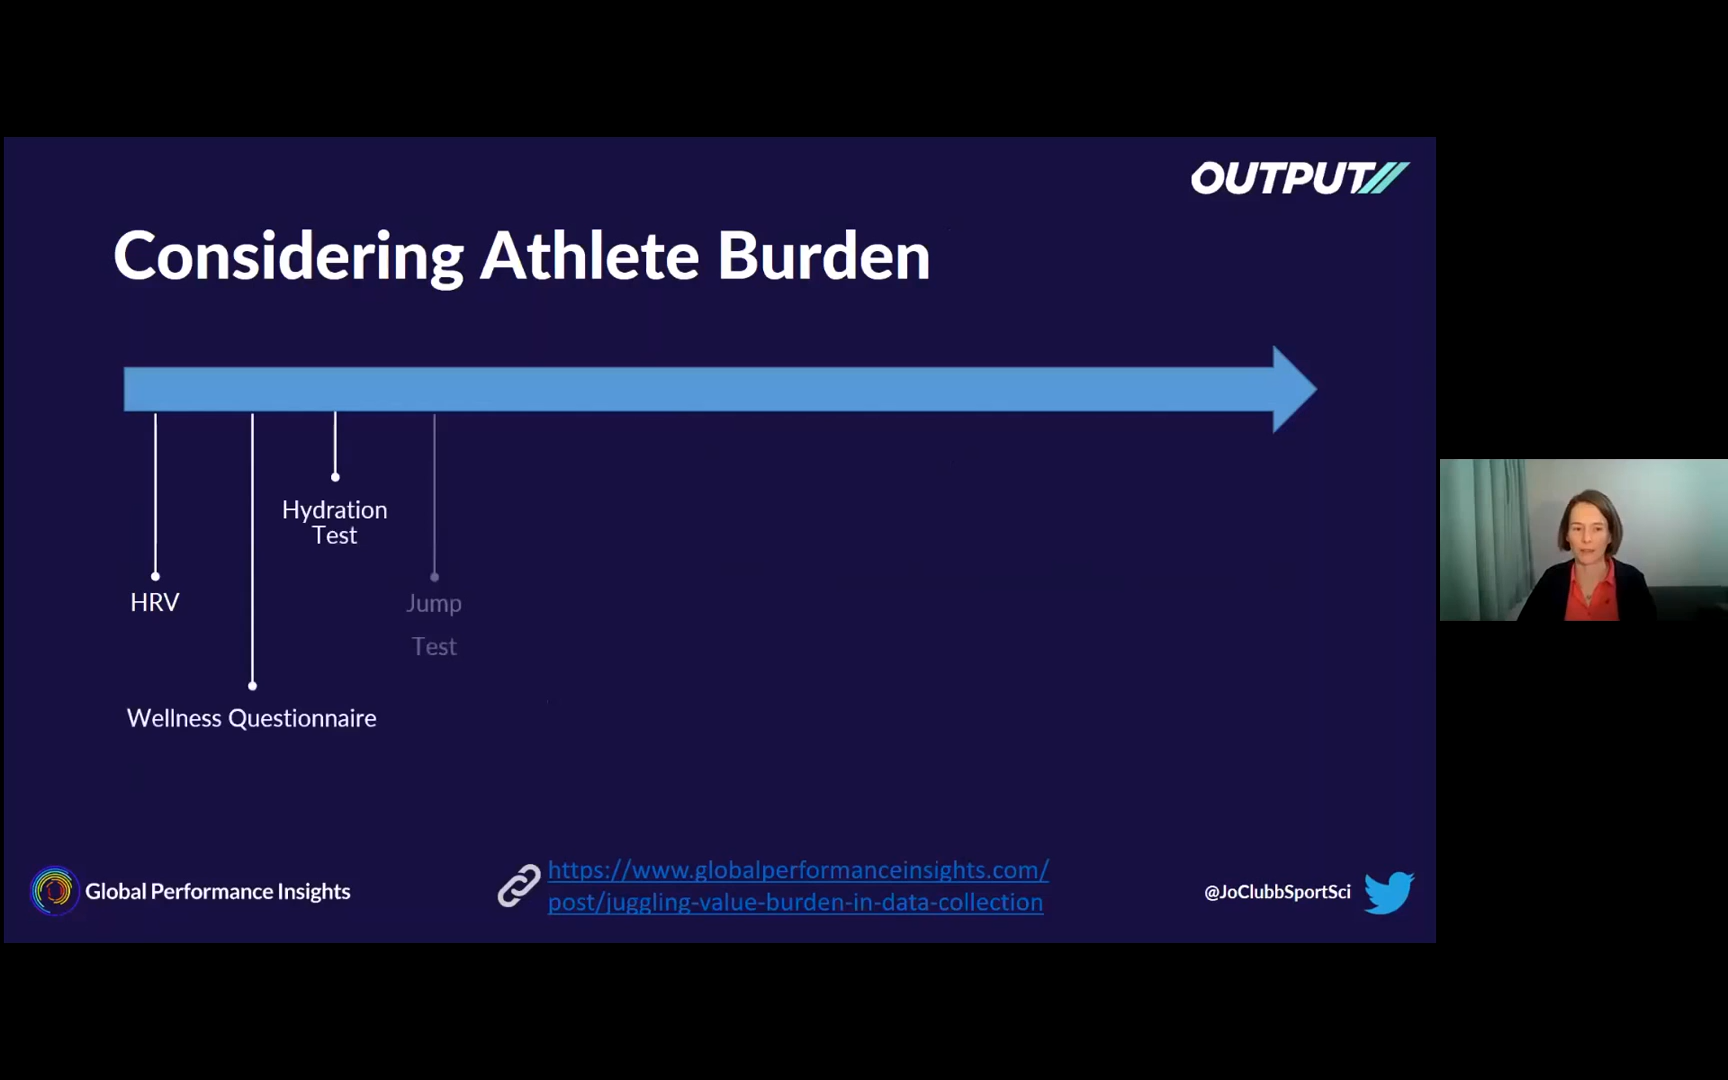 OUTPUT
Considering Athlete Burden
Hydration
Test
HRV
Jump
Test
Wellness Questionnaire
Global Performance Insights
https://www.globalperformanceinsights.com/
post/juggling-value-burden-in-data-collection
@JoClubbSportSci